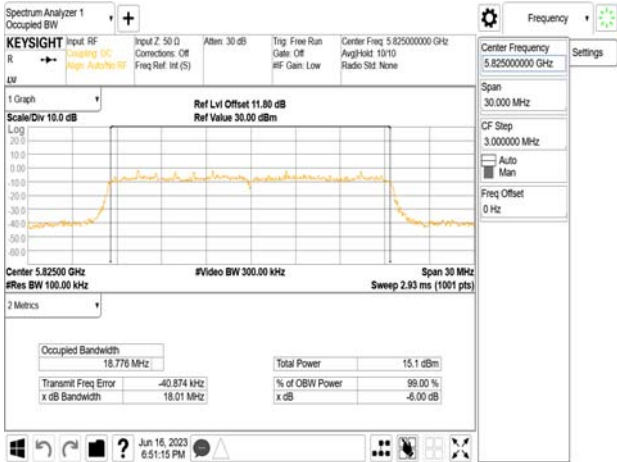 Spectrum Analyzer 1
Occupied BW
Frequency
KEYSIGHT
R
Input: RF
Coupling: DC
Align: Auto/No RF
Input Z: 50 Ω
Corrections: Off
Freq Ref: Int (S)
Atten: 30 dB
Trig: Free Run
Gate: Off
#IF Gain: Low
Center Freq: 5.825000000 GHz
Avg|Hold: 10/10
Radio Std: None
Center Frequency
5.825000000 GHz
Settings
Span
30.000 MHz
CF Step
3.000000 MHz
Auto
Man
Freq Offset
0 Hz
1 Graph
Scale/Div 10.0 dB
Ref Lvl Offset 11.80 dB
Ref Value 30.00 dBm
Log
20.0
10.0
0.00
-10.0
-20.0
-30.0
-40.0
-50.0
-60.0
Center 5.82500 GHz
#Res BW 100.00 kHz
#Video BW 300.00 kHz
Span 30 MHz
Sweep 2.93 ms (1001 pts)
2 Metrics
Occupied Bandwidth
18.776 MHz
Total Power 15.1 dBm
Transmit Freq Error -40.874 kHz
% of OBW Power 99.00 %
x dB Bandwidth 18.01 MHz
x dB -6.00 dB
Jun 16, 2023
6:51:15 PM